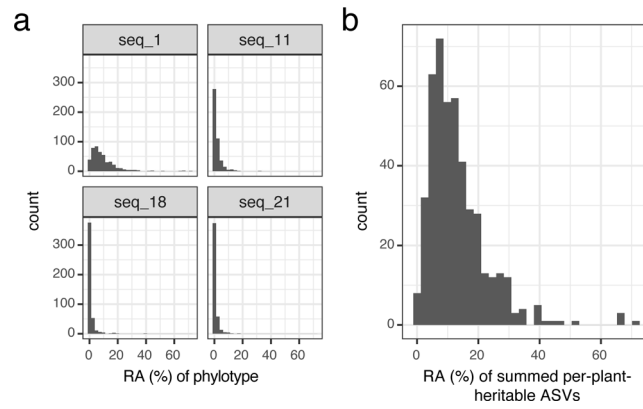 a
seq_1
seq_11
300
200
100
0
seq_18
seq_21
300
200
100
0
0 20 40 60
0 20 40 60
count
RA (%) of phylotype
b
60
40
20
0
0 20 40 60
count
RA (%) of summed per-plant-
heritable ASVs